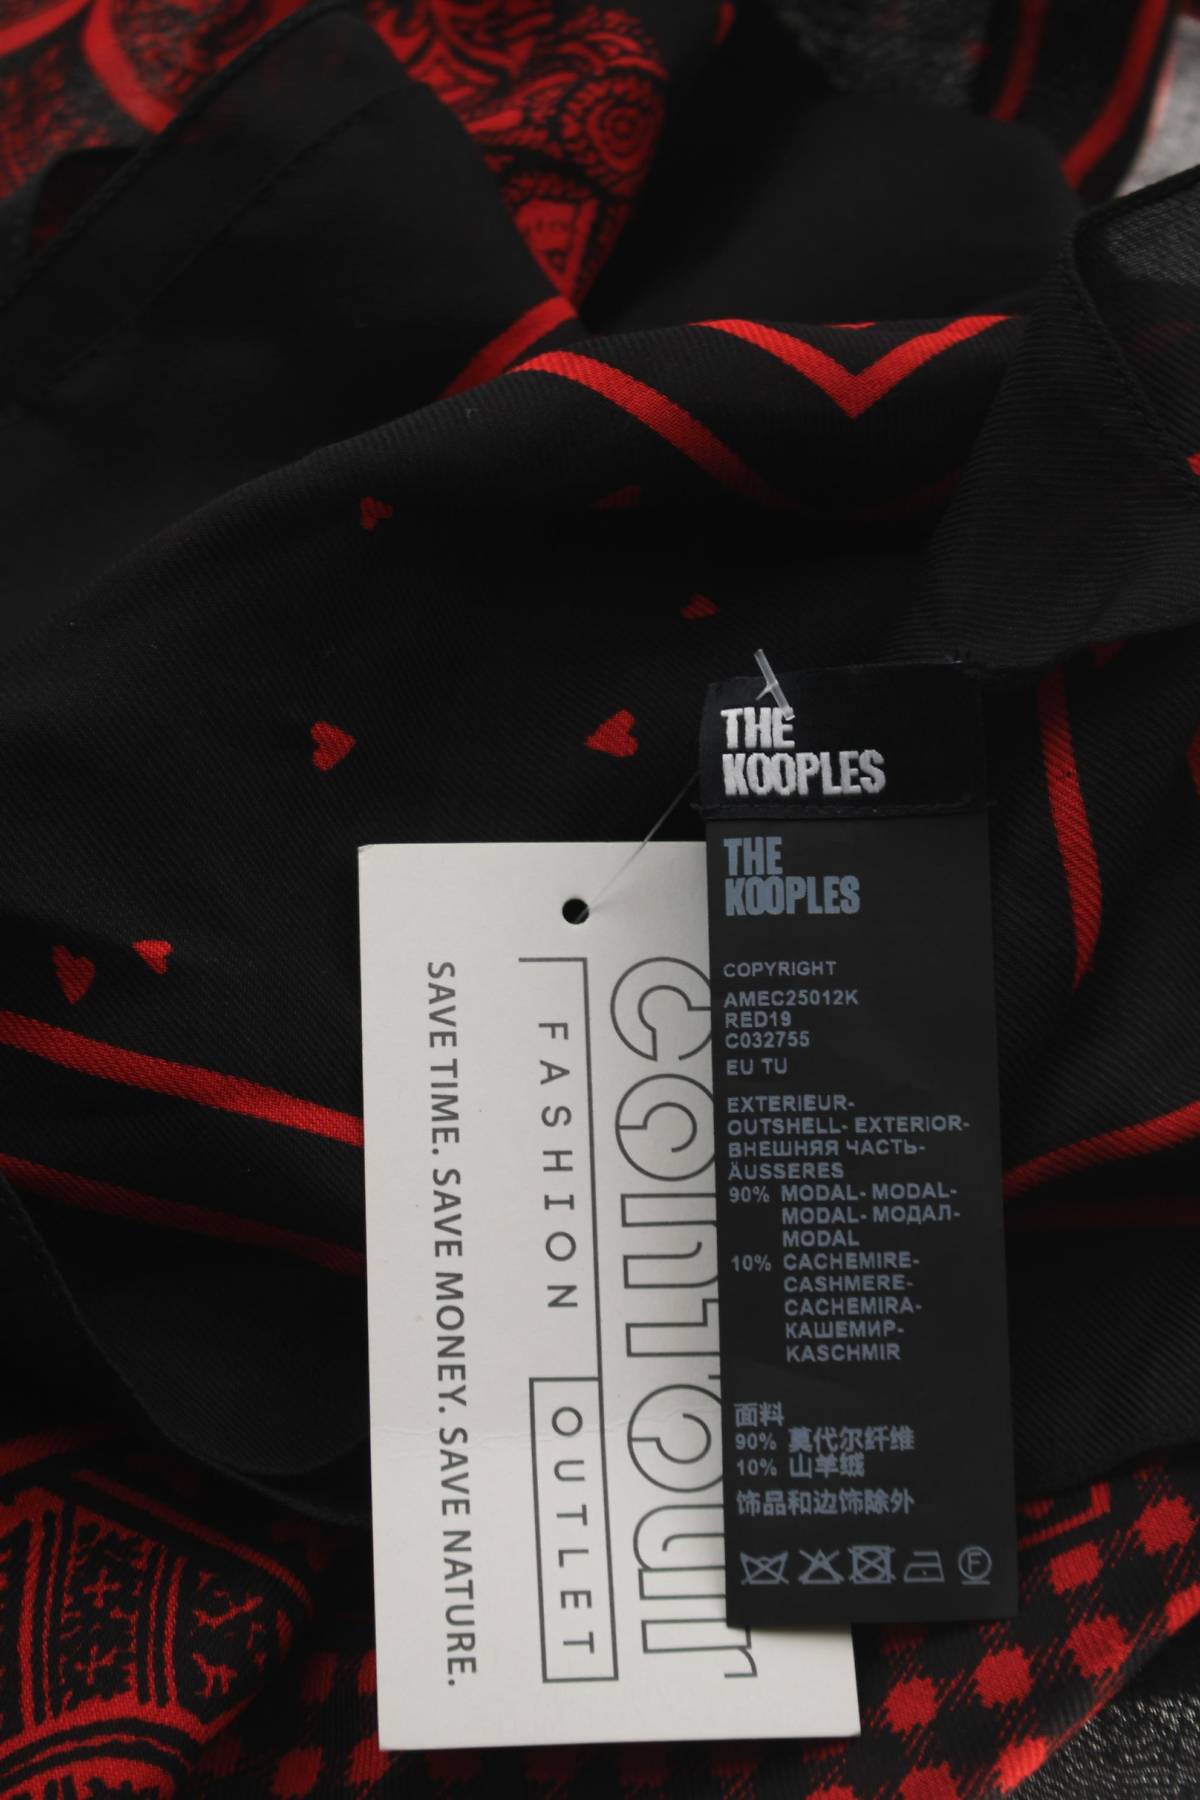 THE
KOOPLES
THE
KOOPLES
COPYRIGHT
AMEC25012K
RED19
C032755
EU TU
EXTERIEUR-
OUTSHELL- EXTERIOR-
ВНЕШНЯЯ ЧАСТЬ-
ÄUSSERES
90% MODAL- MODAL-
MODAL- МОДАЛ-
MODAL
10% CACHEMIRE-
CASHMERE-
CACHEMIRA-
КАШЕМИР-
KASCHMIR
面料
90% 莫代尔纤维
10% 山羊绒
饰品和边饰除外
F
contour
FASHION OUTLET
SAVE TIME. SAVE MONEY. SAVE NATURE.